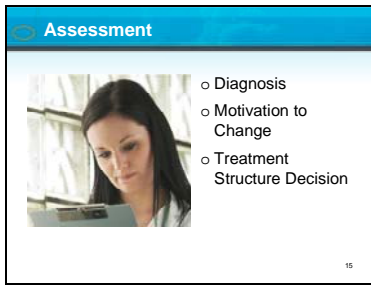 Assessment
o Diagnosis
o Motivation to
Change
o Treatment
Structure Decision
15